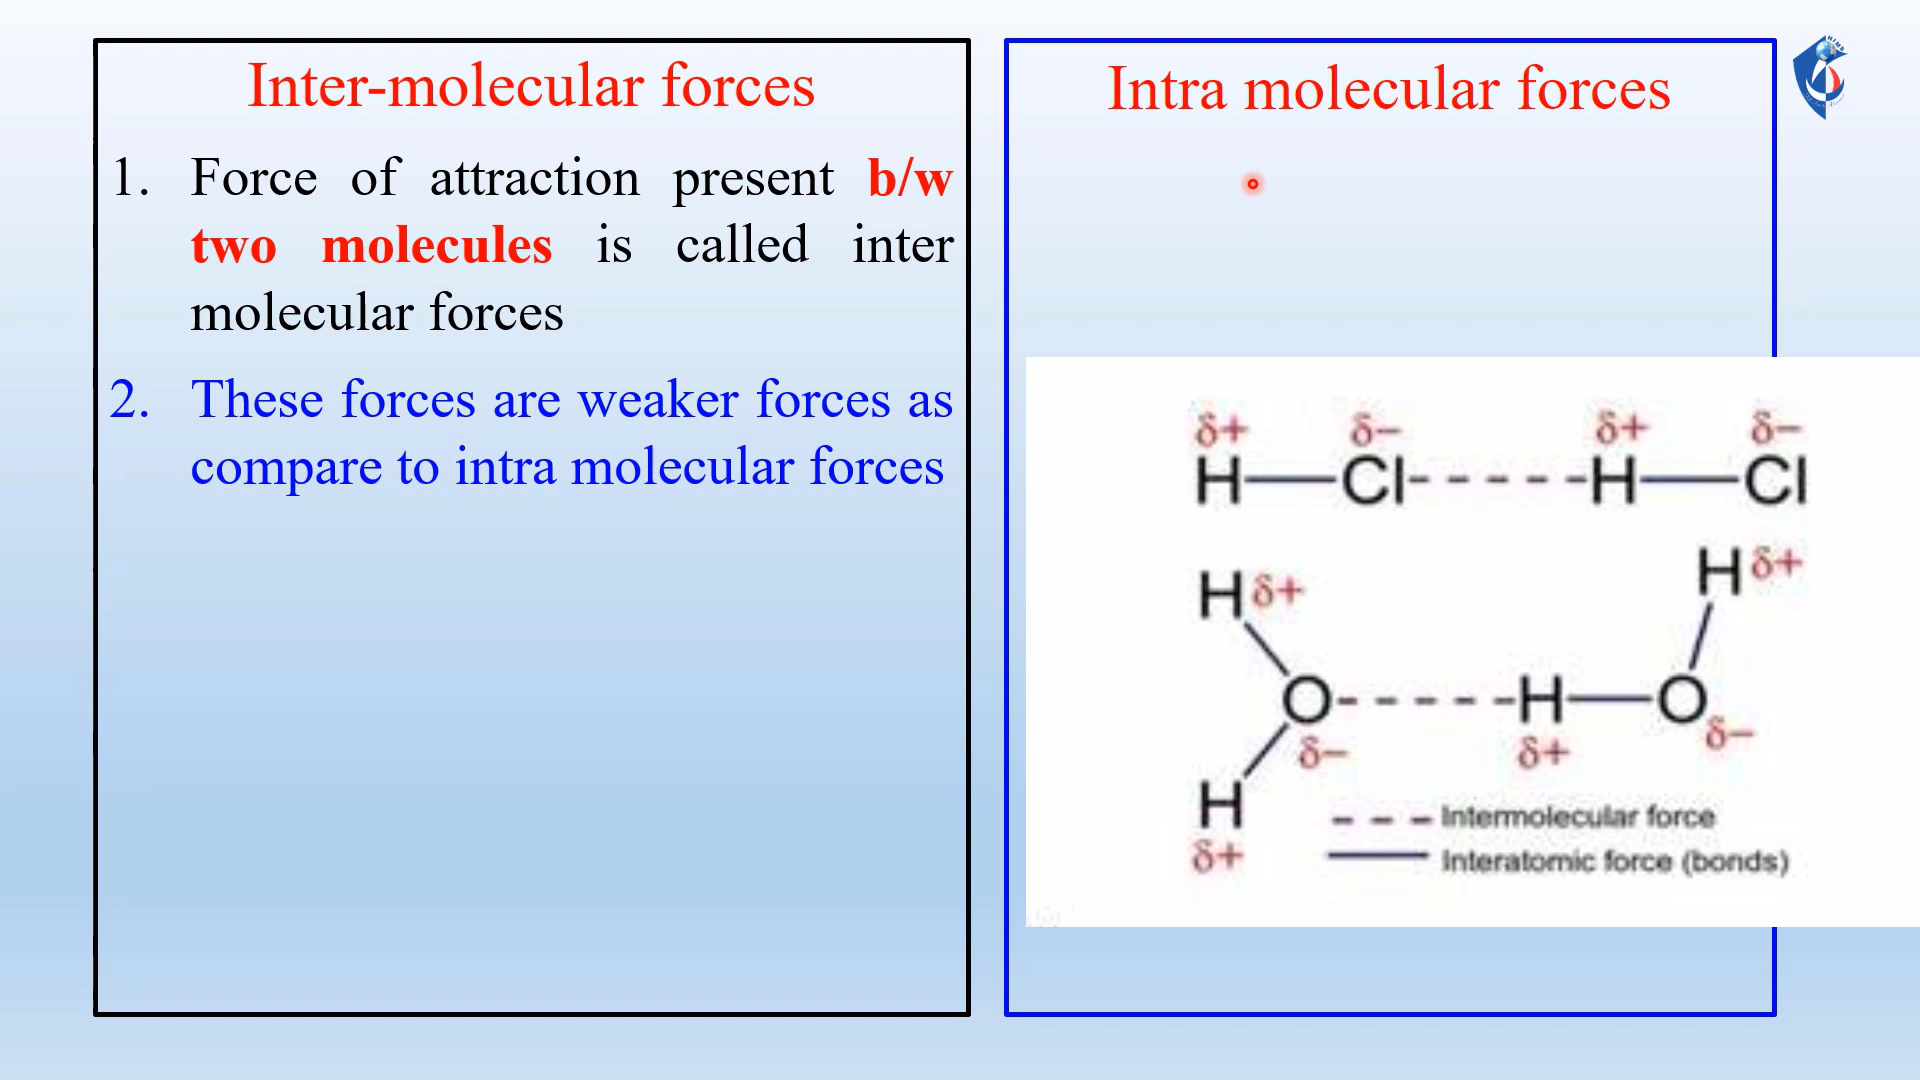 Inter-molecular forces
1. Force of attraction present b/w
two molecules is called inter
molecular forces
2. These forces are weaker forces as
compare to intra molecular forces
Intra molecular forces
δ+ δ− δ+ δ−
H Cl H Cl
H δ+ H δ+
O H O
δ− δ+ δ−
H
δ+
Intermolecular force
Interatomic force (bonds)